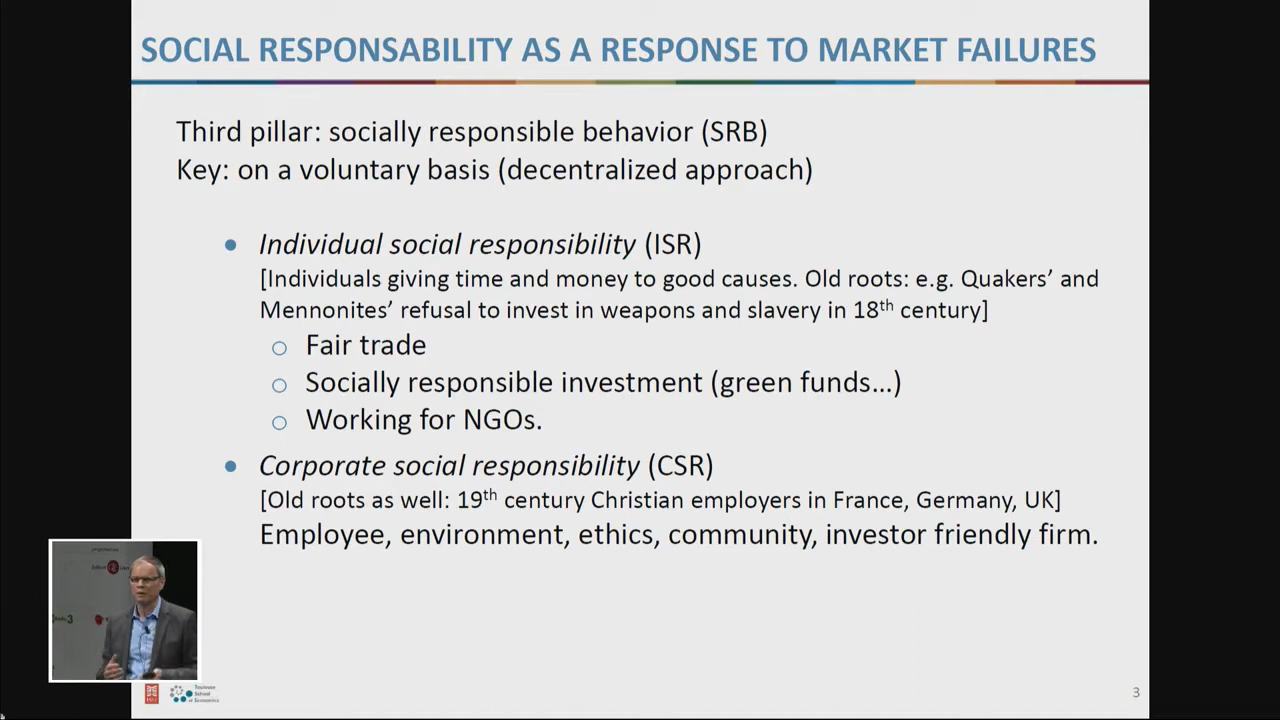 SOCIAL RESPONSABILITY AS A RESPONSE TO MARKET FAILURES
Third pillar: socially responsible behavior (SRB)
Key: on a voluntary basis (decentralized approach)
• Individual social responsibility (ISR)
[Individuals giving time and money to good causes. Old roots: e.g. Quakers’ and
Mennonites’ refusal to invest in weapons and slavery in 18th century]
○ Fair trade
○ Socially responsible investment (green funds…)
○ Working for NGOs.
• Corporate social responsibility (CSR)
[Old roots as well: 19th century Christian employers in France, Germany, UK]
Employee, environment, ethics, community, investor friendly firm.
Toulouse
School
of Economics
3